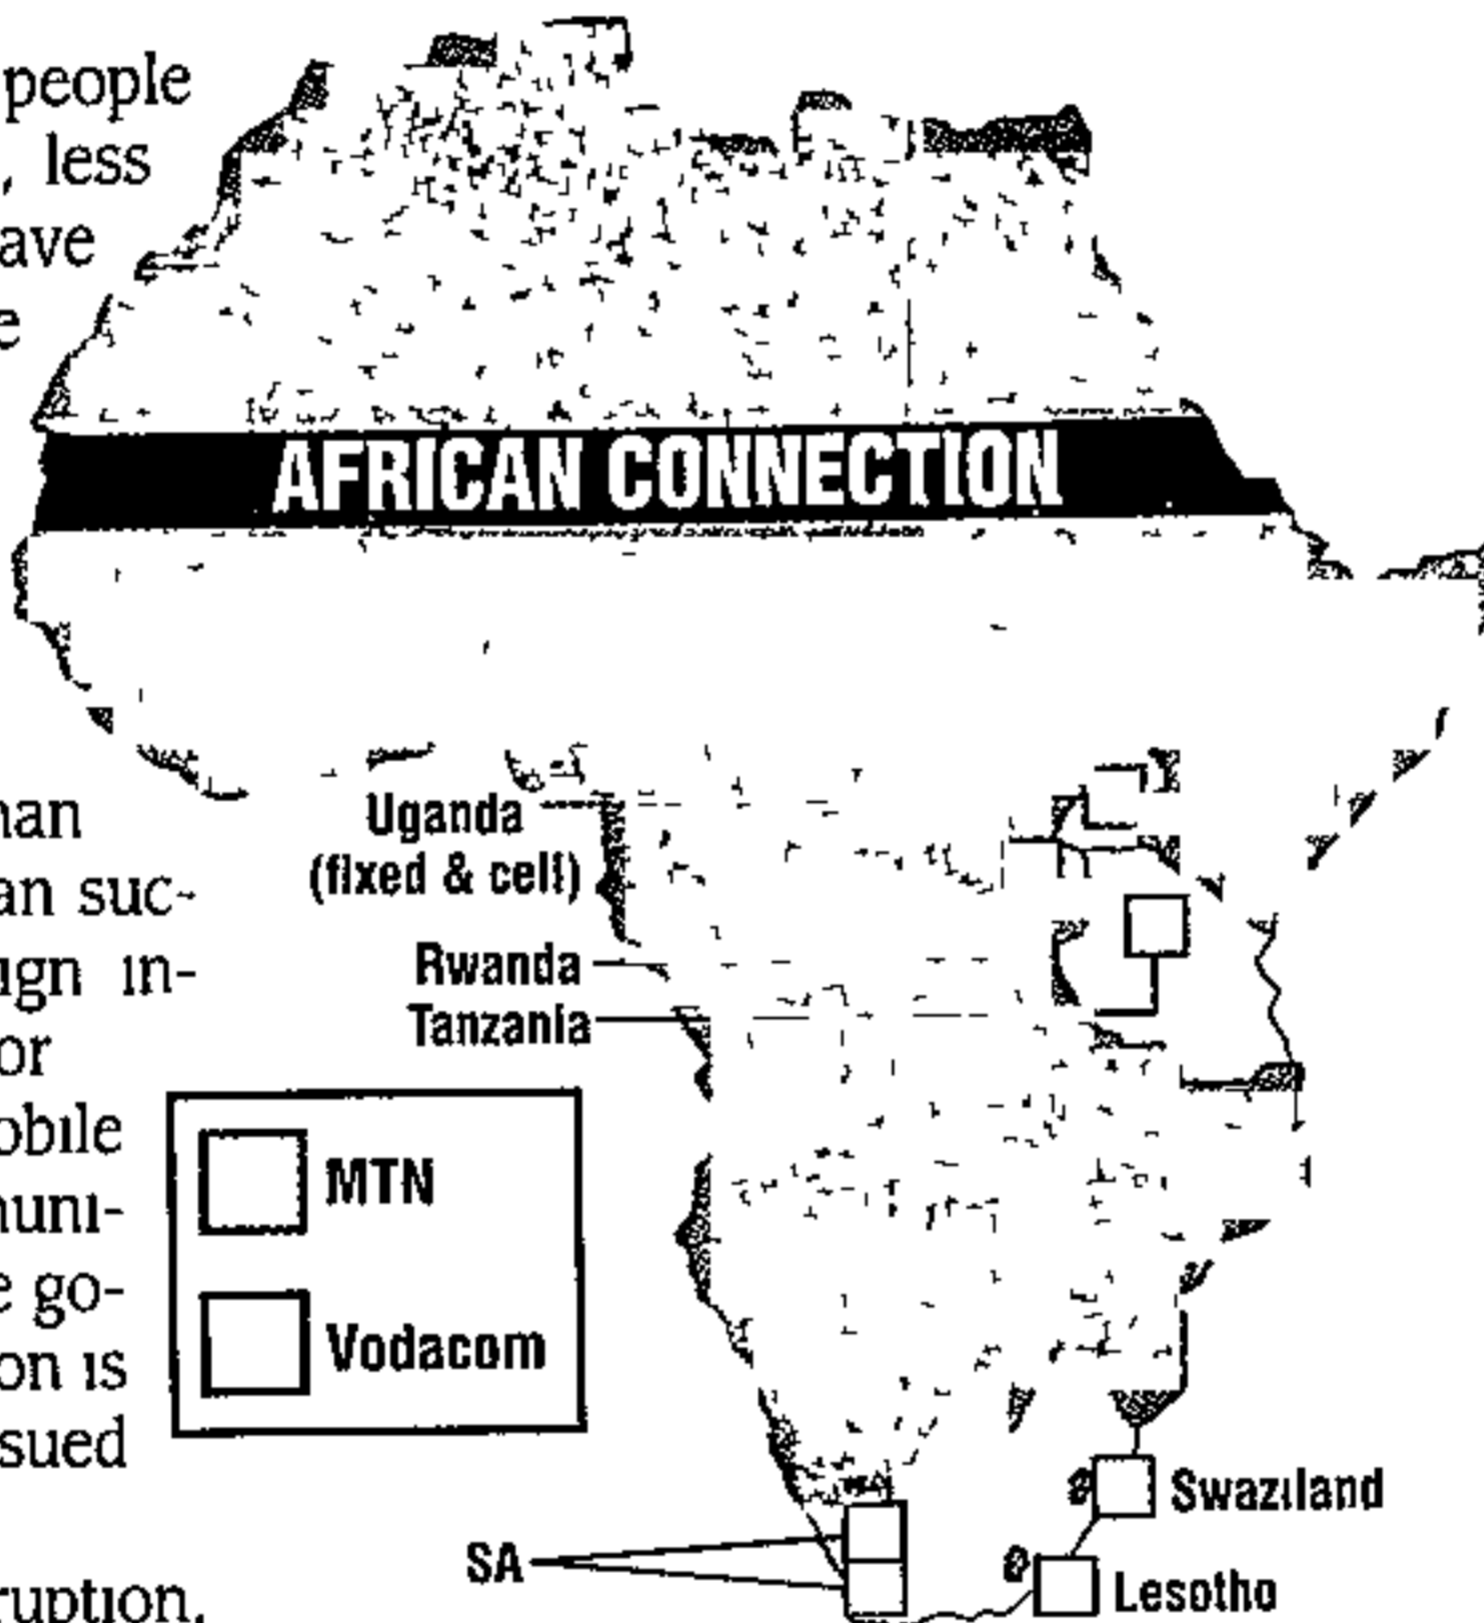 people
, less
ave
e
AFRICAN CONNECTION
Uganda
(fixed & cell)
Rwanda
Tanzania
MTN
Vodacom
SA
Swaziland
Lesotho
nan
an suc-
ign in-
or
obile
nuni-
e go-
on is
sued
ruption.